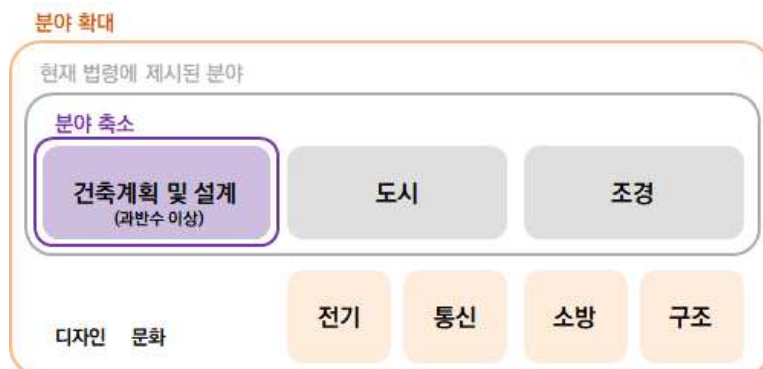 분야 확대
현재 법령에 제시된 분야
분야 축소
건축계획 및 설계
(과반수 이상)
도시
조경
전기
통신
소방
구조
디자인 문화